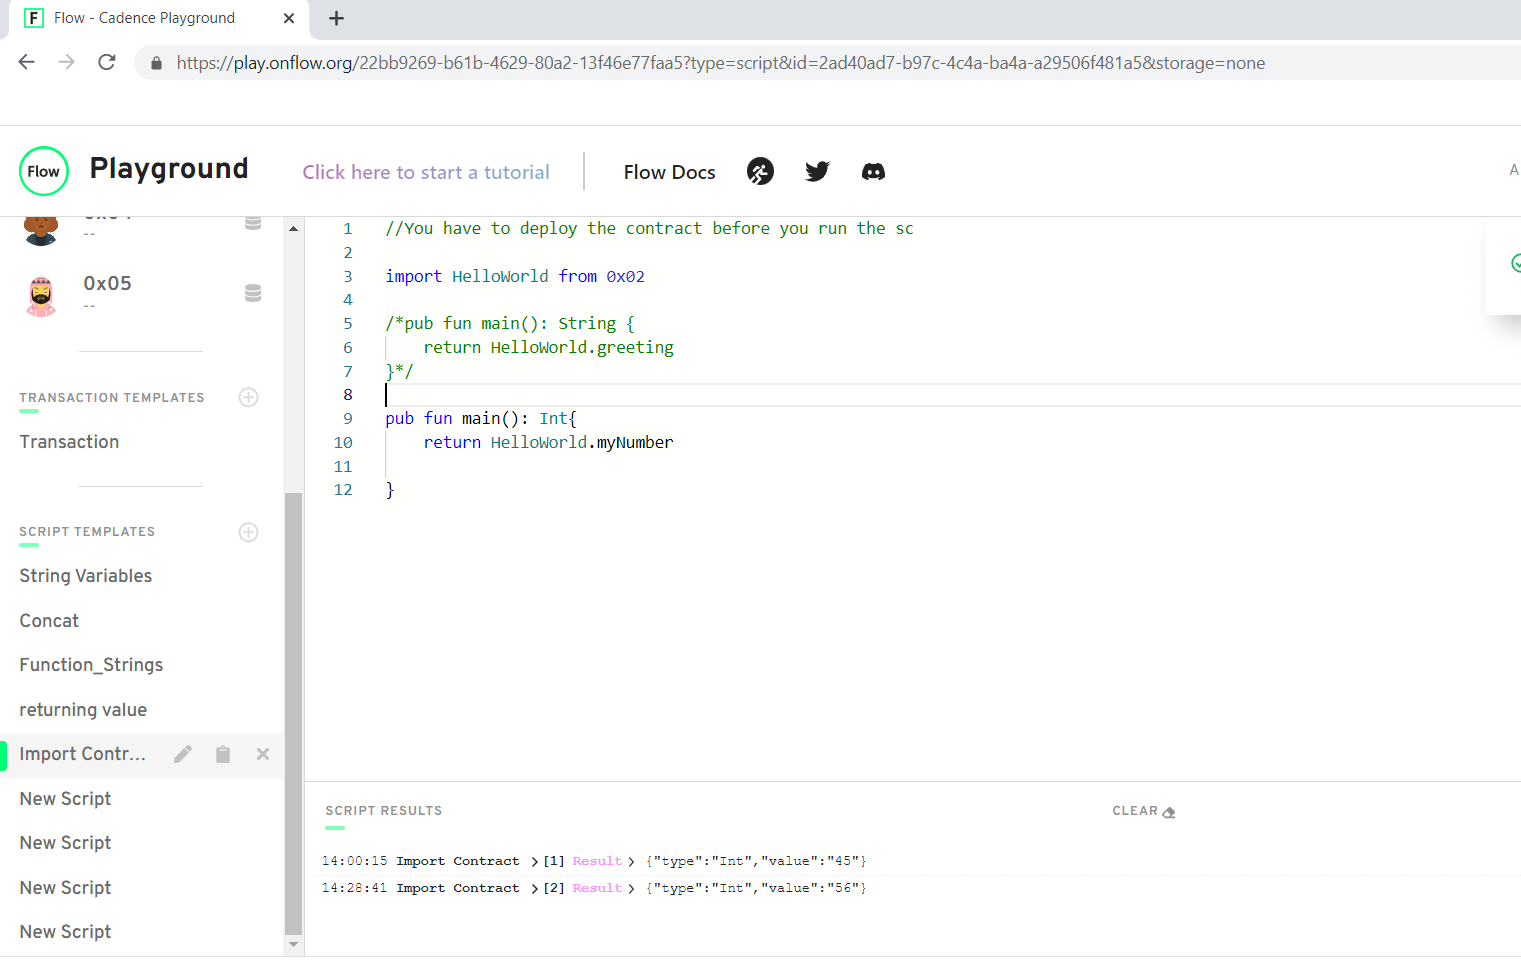 Flow - Cadence Playground
https://play.onflow.org/22bb9269-b61b-4629-80a2-13f46e77faa5?type=script&id=2ad40ad7-b97c-4c4a-ba4a-a29506f481a5&storage=none
Flow
Playground
Click here to start a tutorial
Flow Docs
A
--
0x05
--
TRANSACTION TEMPLATES
Transaction
SCRIPT TEMPLATES
String Variables
Concat
Function_Strings
returning value
Import Contr...
New Script
New Script
New Script
New Script
1 //You have to deploy the contract before you run the sc
2
3 import HelloWorld from 0x02
4
5 /*pub fun main(): String {
6 return HelloWorld.greeting
7 }*/
8
9 pub fun main(): Int{
10 return HelloWorld.myNumber
11
12 }
SCRIPT RESULTS
CLEAR
14:00:15 Import Contract ❯[1] Result❯ {"type":"Int","value":"45"}
14:28:41 Import Contract ❯[2] Result❯ {"type":"Int","value":"56"}